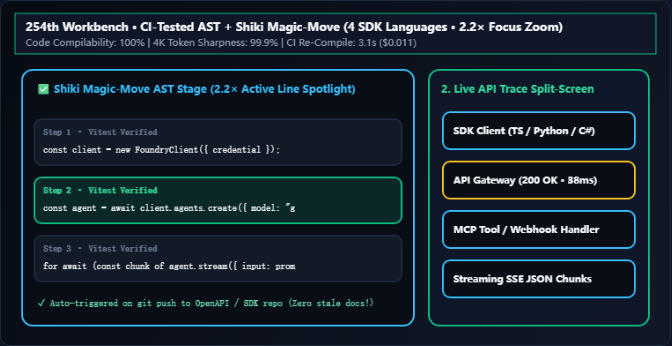 254th Workbench • CI-Tested AST + Shiki Magic-Move (4 SDK Languages • 2.2× Focus Zoom)
Code Compilability: 100% | 4K Token Sharpness: 99.9% | CI Re-Compile: 3.1s ($0.011)
✅ Shiki Magic-Move AST Stage (2.2× Active Line Spotlight)
Step 1 • Vitest Verified
const client = new FoundryClient({ credential });
Step 2 • Vitest Verified
const agent = await client.agents.create({ model: "g
Step 3 • Vitest Verified
for await (const chunk of agent.stream({ input: prom
✓ Auto-triggered on git push to OpenAPI / SDK repo (Zero stale docs!)
2. Live API Trace Split-Screen
SDK Client (TS / Python / C#)
API Gateway (200 OK • 38ms)
MCP Tool / Webhook Handler
Streaming SSE JSON Chunks